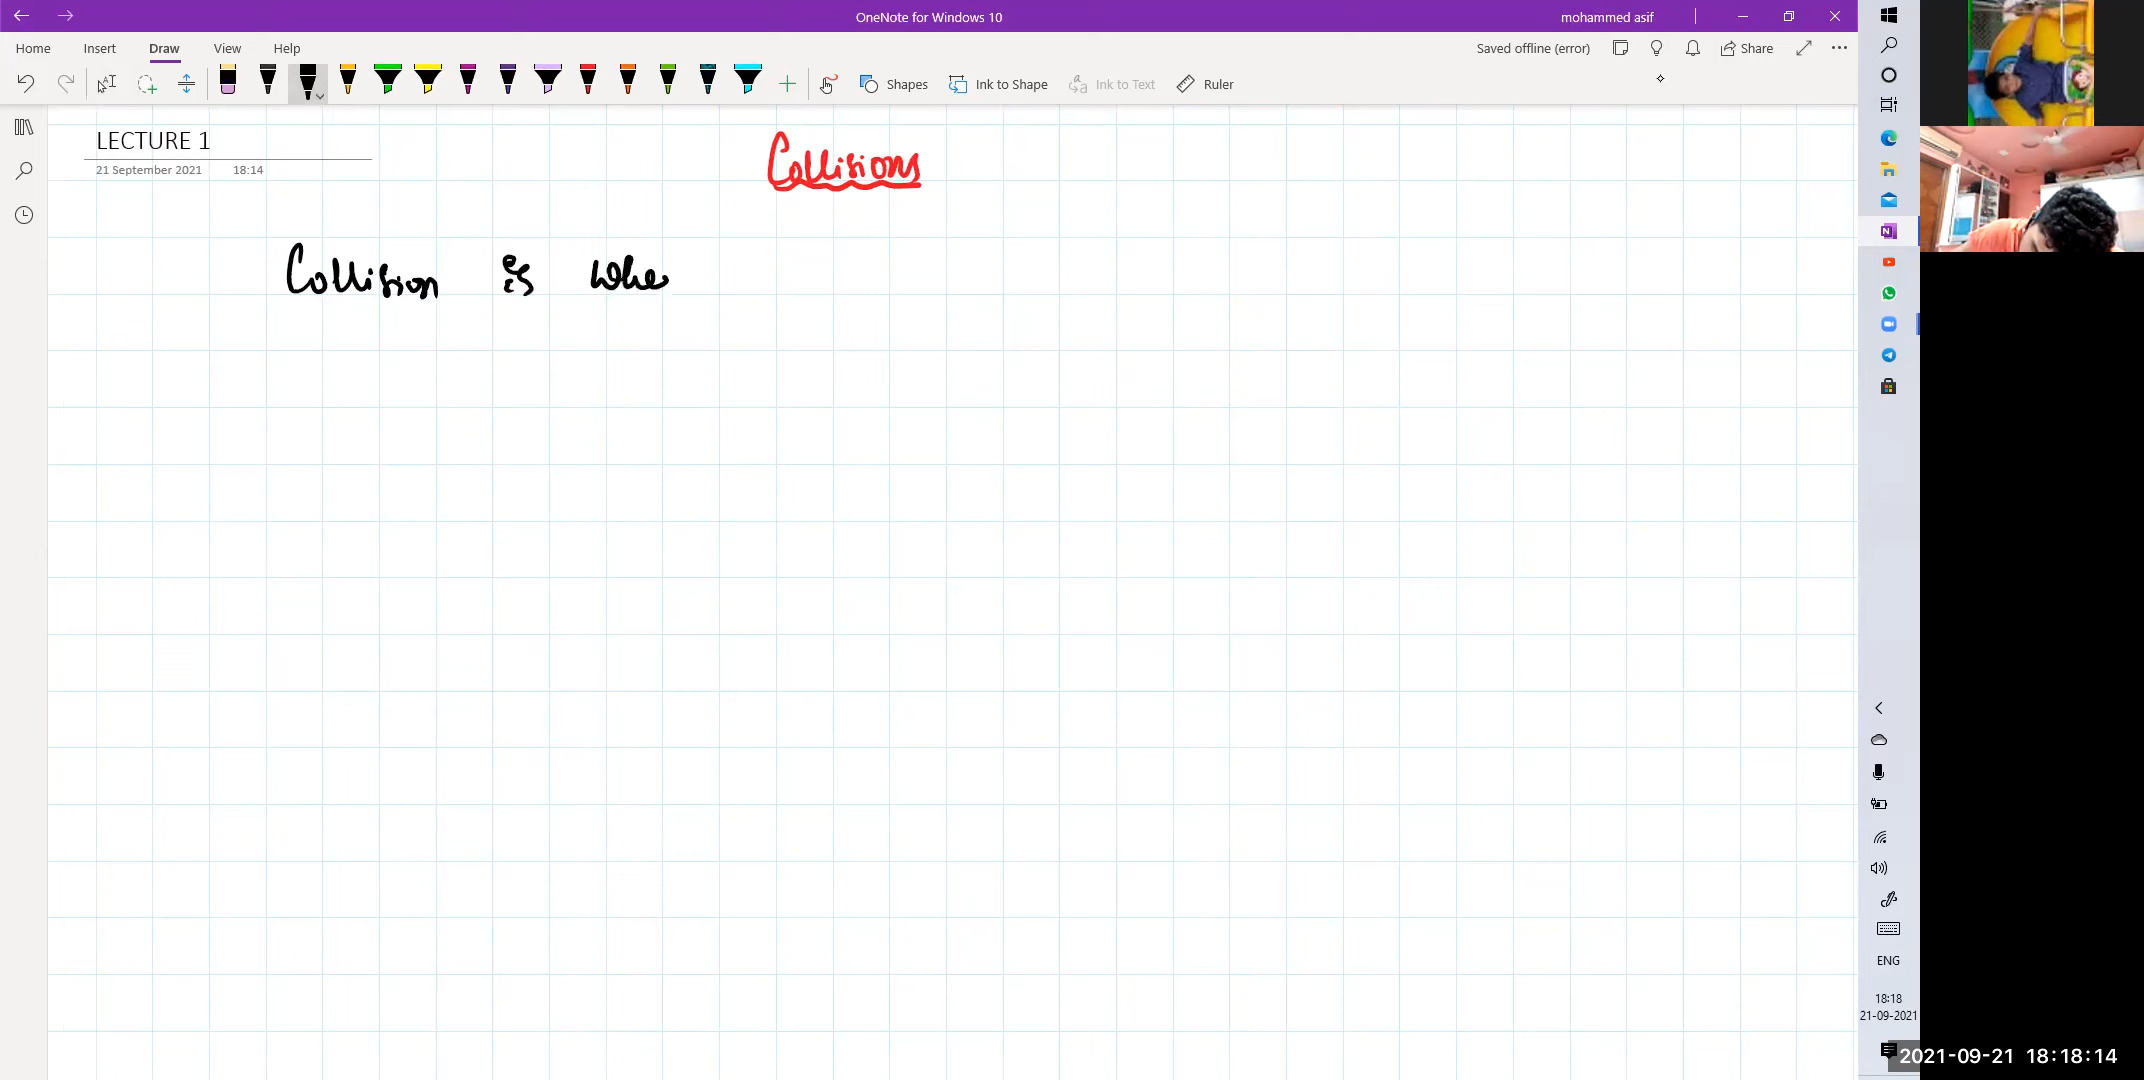 OneNote for Windows 10
mohammed asif
Home Insert Draw View Help
Saved offline (error) Share
Shapes Ink to Shape Ink to Text Ruler
LECTURE 1
21 September 2021 18:14
Collisions
Collision is whe
ENG
18:18
21-09-2021
2021-09-21 18:18:14